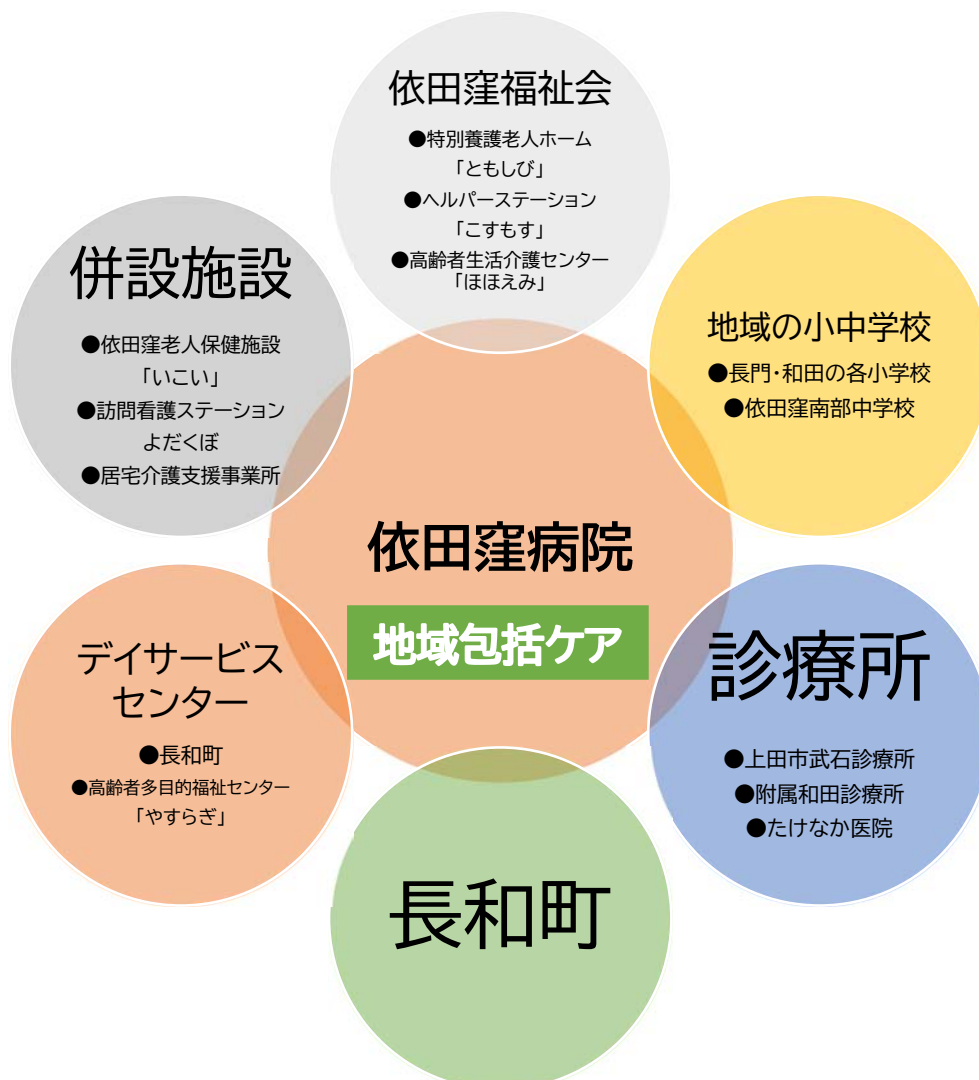 依田窪福祉会
●特別養護老人ホーム
「ともしび」
●ヘルパーステーション
「こすもす」
●高齢者生活介護センター
「ほほえみ」
併設施設
●依田窪老人保健施設
「いこい」
●訪問看護ステーション
よだくぼ
●居宅介護支援事業所
地域の小中学校
●長門・和田の各小学校
●依田窪南部中学校
依田窪病院
地域包括ケア
デイサービス
センター
●長和町
●高齢者多目的福祉センター
「やすらぎ」
診療所
●上田市武石診療所
●附属和田診療所
●たけなか医院
長和町